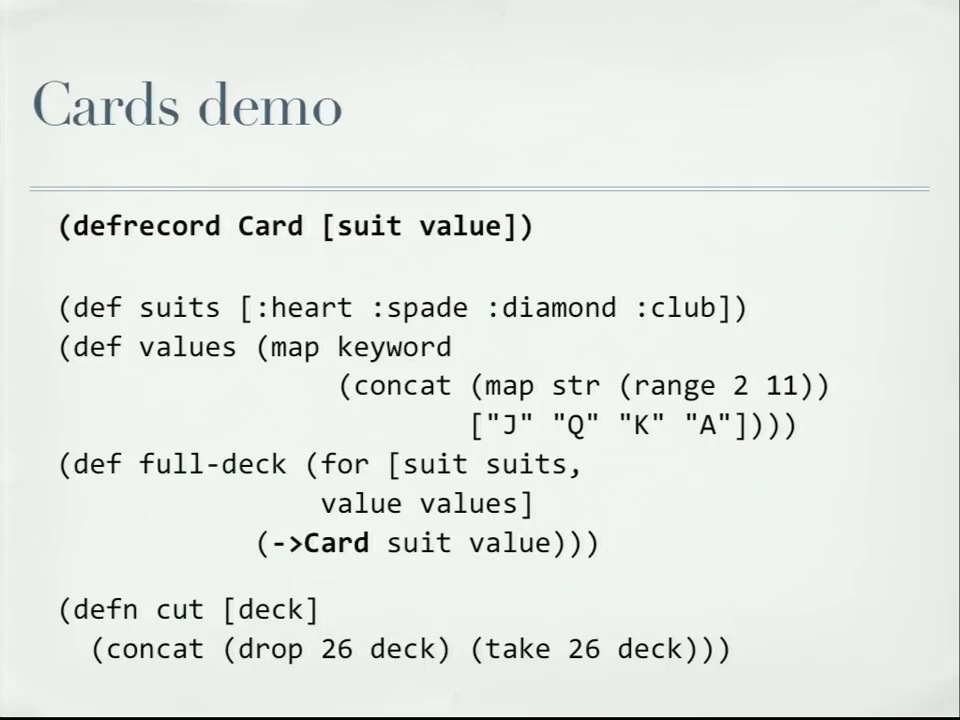 Cards demo
(defrecord Card [suit value])
(def suits [:heart :spade :diamond :club])
(def values (map keyword
(concat (map str (range 2 11))
["J" "Q" "K" "A"])))
(def full-deck (for [suit suits,
value values]
(->Card suit value)))
(defn cut [deck]
(concat (drop 26 deck) (take 26 deck)))